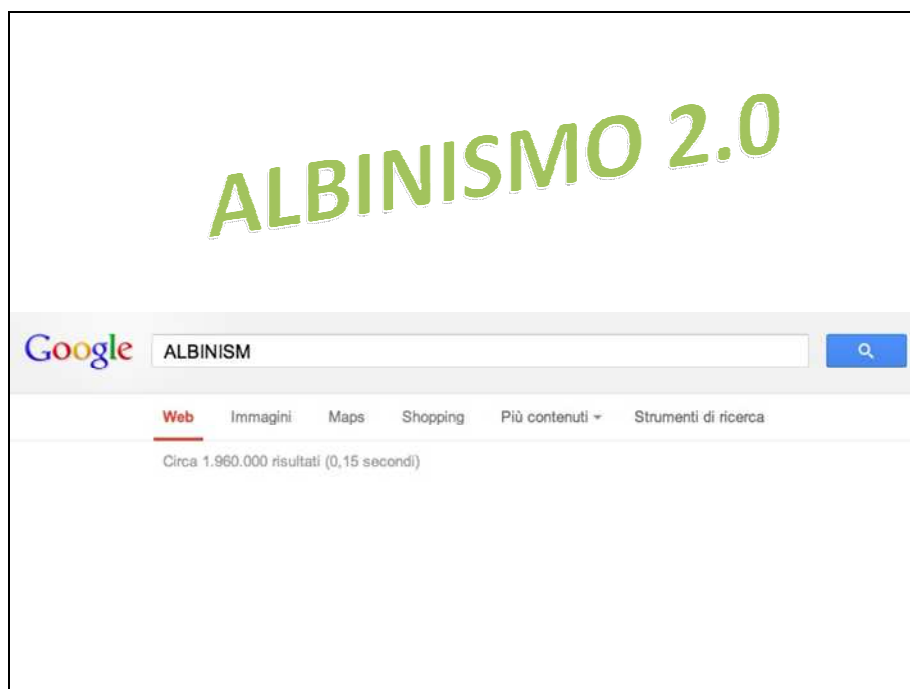 ALBINISMO 2.0
Google ALBINISM
Web Immagini Maps Shopping Più contenuti Strumenti di ricerca
Circa 1.960.000 risultati (0,15 secondi)